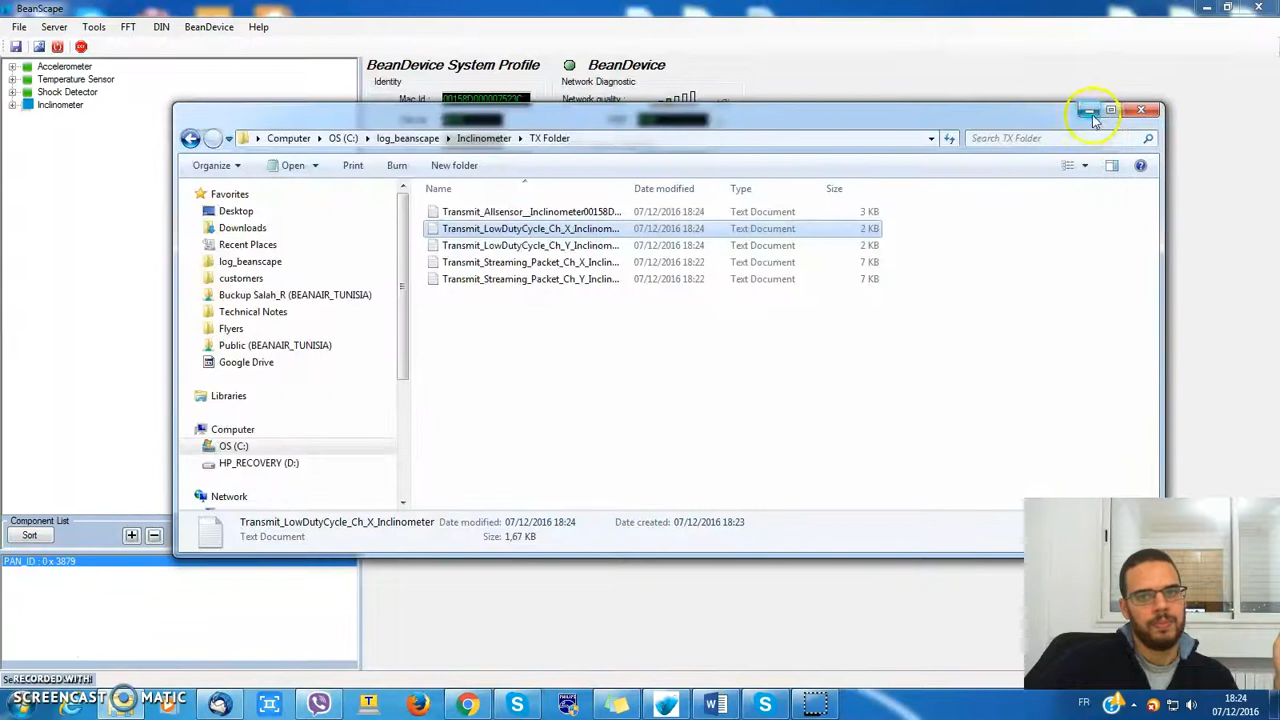 BeanScape
File Server Tools FFT DIN BeanDevice Help
Accelerometer
Temperature Sensor
Shock Detector
Inclinometer
BeanDevice System Profile
BeanDevice
Identity
Network Diagnostic
Mac Id : 00158D000007523C
Network quality :
Computer OS (C:) log_beanscape Inclinometer TX Folder
Search TX Folder
Organize Open Print Burn New folder
Favorites
Desktop
Downloads
Recent Places
log_beanscape
customers
Buckup Salah_R (BEANAIR_TUNISIA)
Technical Notes
Flyers
Public (BEANAIR_TUNISIA)
Google Drive
Libraries
Computer
OS (C:)
HP_RECOVERY (D:)
Network
Name Date modified Type Size
Transmit_Allsensor__Inclinometer00158D... 07/12/2016 18:24 Text Document 3 KB
Transmit_LowDutyCycle_Ch_X_Inclinom... 07/12/2016 18:24 Text Document 2 KB
Transmit_LowDutyCycle_Ch_Y_Inclinom... 07/12/2016 18:24 Text Document 2 KB
Transmit_Streaming_Packet_Ch_X_Inclin... 07/12/2016 18:22 Text Document 7 KB
Transmit_Streaming_Packet_Ch_Y_Inclin... 07/12/2016 18:22 Text Document 7 KB
Transmit_LowDutyCycle_Ch_X_Inclinometer Date modified: 07/12/2016 18:24 Date created: 07/12/2016 18:23
Text Document Size: 1,67 KB
Component List
Sort
PAN_ID : 0 x 3879
RECORDED WITH
SCREENCAST MATIC
FR
18:24
07/12/2016